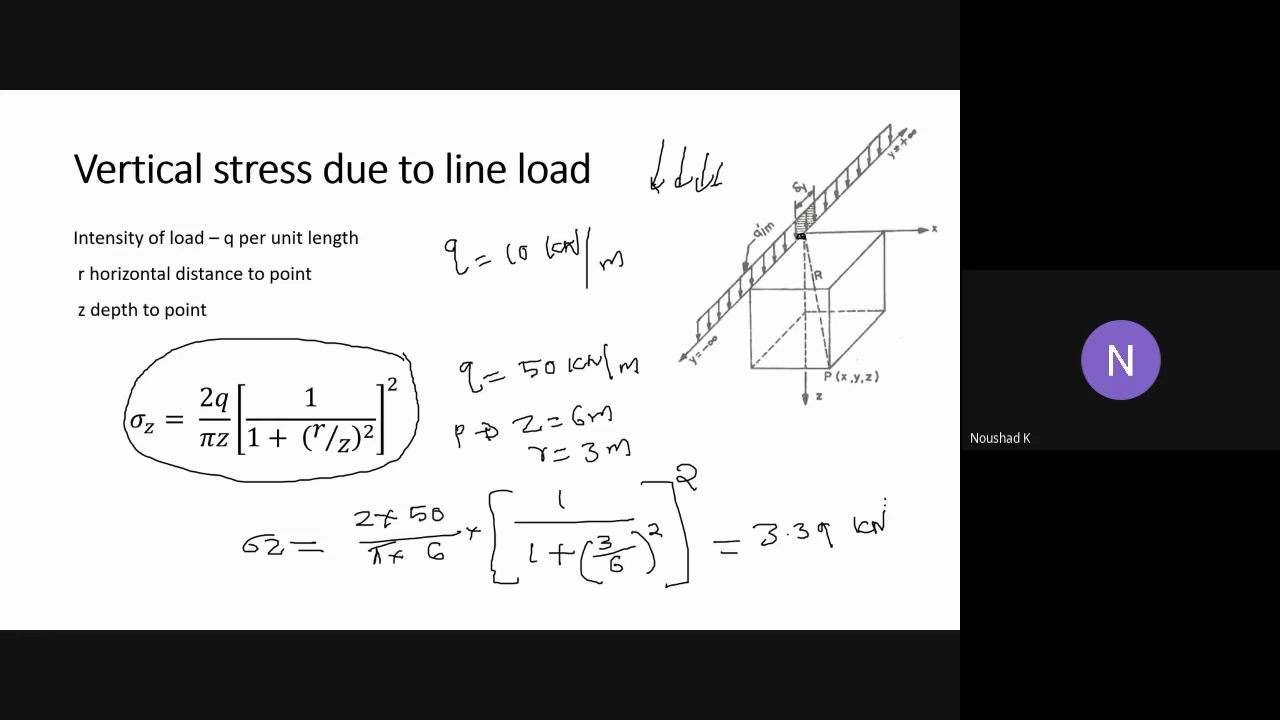 Vertical stress due to line load
Intensity of load – q per unit length
r horizontal distance to point
z depth to point
q = 10 kN/m
σz = 2q/πz [1/(1 + (r/z)²)]²
q = 50 kN/m
P → z = 6m
r = 3m
σz = 2×50/π×6 × [1/(1+(3/6)²)]² = 3.39 kN
y=+∞
δy
q'/m
x
R
y=-∞
P (x,y,z)
z
N
Noushad K